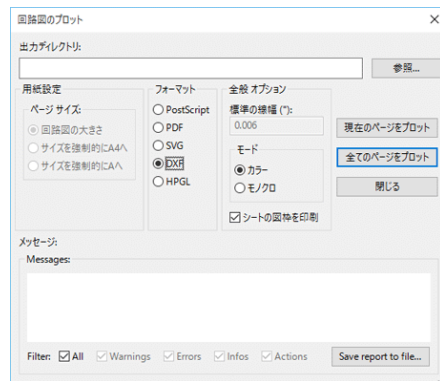 回路図のプロット
出力ディレクトリ:
参照...
用紙設定
ページ サイズ:
回路図の大きさ
サイズを強制的にA4へ
サイズを強制的にAへ
フォーマット
PostScript
PDF
SVG
DXF
HPGL
全般 オプション
標準の線幅 ("):
0.006
モード
カラー
モノクロ
シートの図枠を印刷
現在のページをプロット
全てのページをプロット
閉じる
メッセージ:
Messages:
Filter: All Warnings Errors Infos Actions Save report to file...